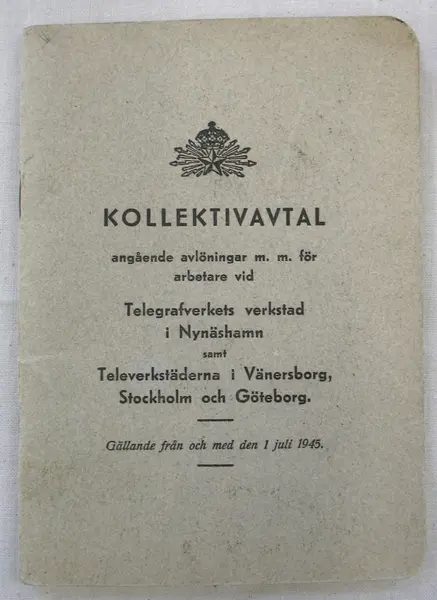 KOLLEKTIVAVTAL
angående avlöningar m. m. för
arbetare vid
Telegrafverkets verkstad
i Nynäshamn
samt
Televerkstäderna i Vänersborg,
Stockholm och Göteborg.
Gällande från och med den 1 juli 1945.